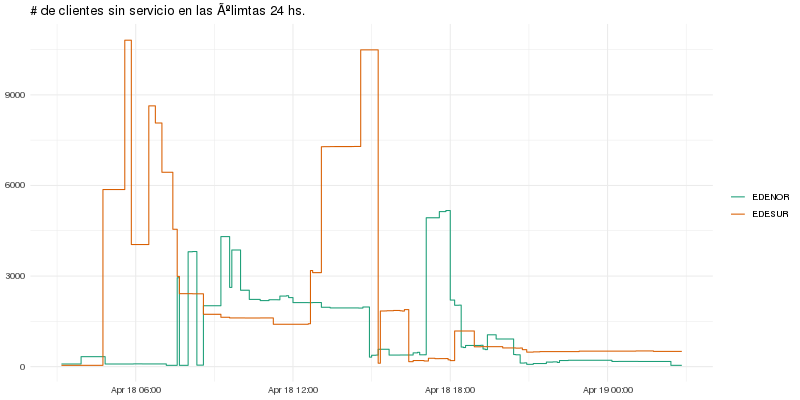 # de clientes sin servicio en las Ãºlimtas 24 hs.
9000
6000
3000
0
Apr 18 06:00
Apr 18 12:00
Apr 18 18:00
Apr 19 00:00
EDENOR
EDESUR